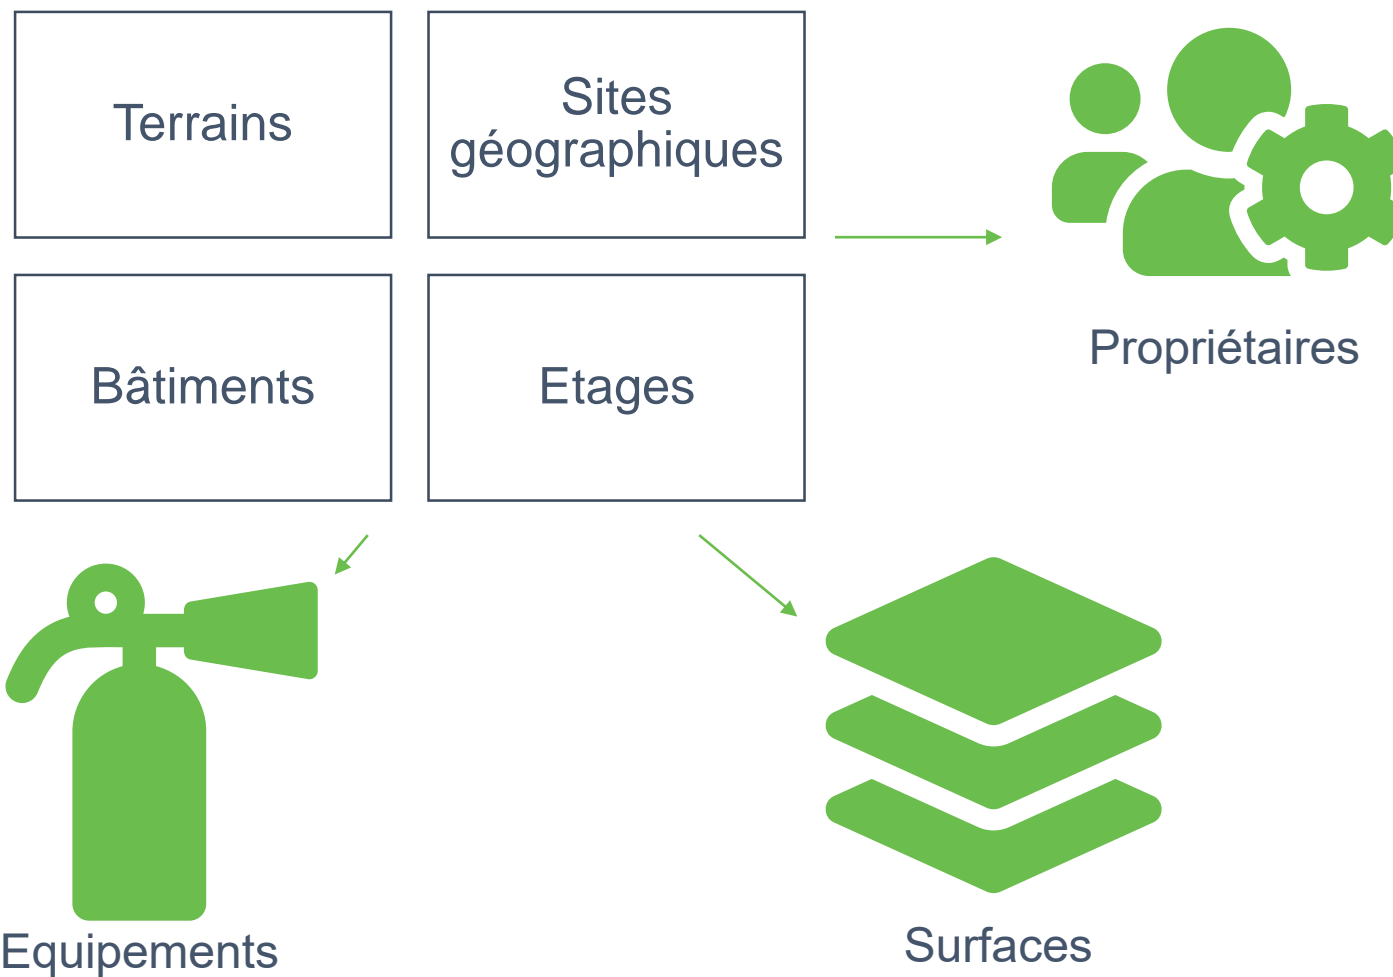 Terrains
Sites
géographiques
Propriétaires
Bâtiments
Etages
Equipements
Surfaces